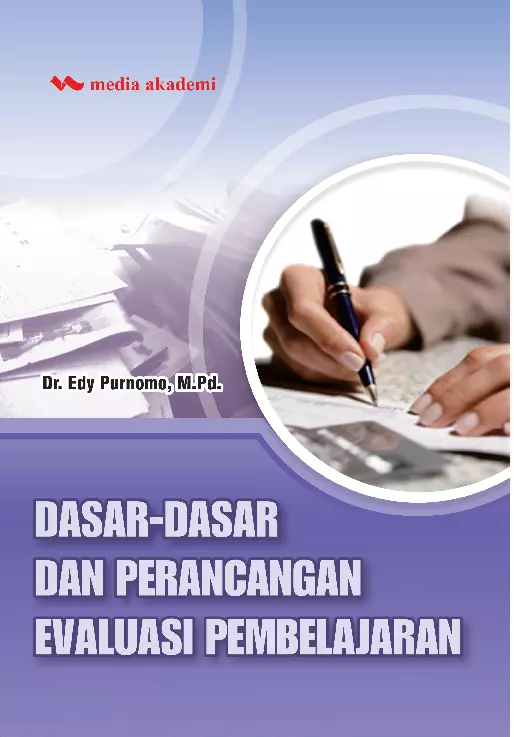 media akademi
Dr. Edy Purnomo, M.Pd.
DASAR-DASAR
DAN PERANCANGAN
EVALUASI PEMBELAJARAN